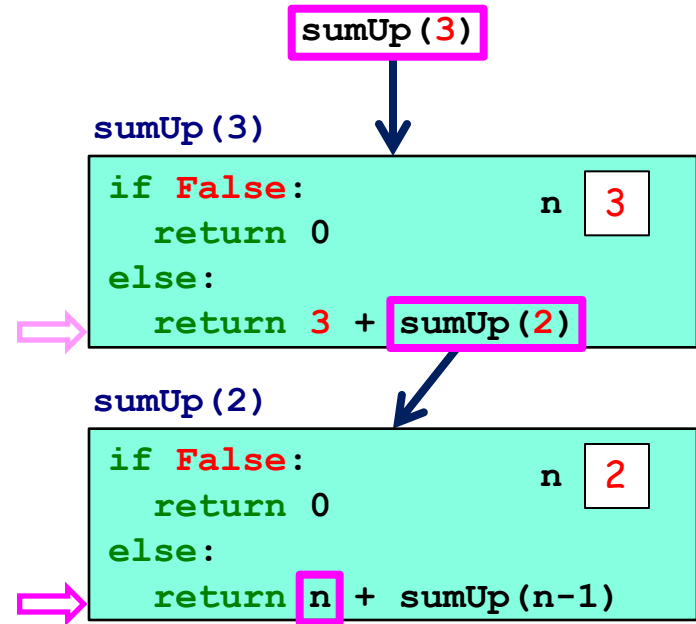 sumUp(3)
sumUp(3)
if False:
n 3
return 0
else:
return 3 + sumUp(2)
sumUp(2)
if False:
n 2
return 0
else:
return n + sumUp(n-1)